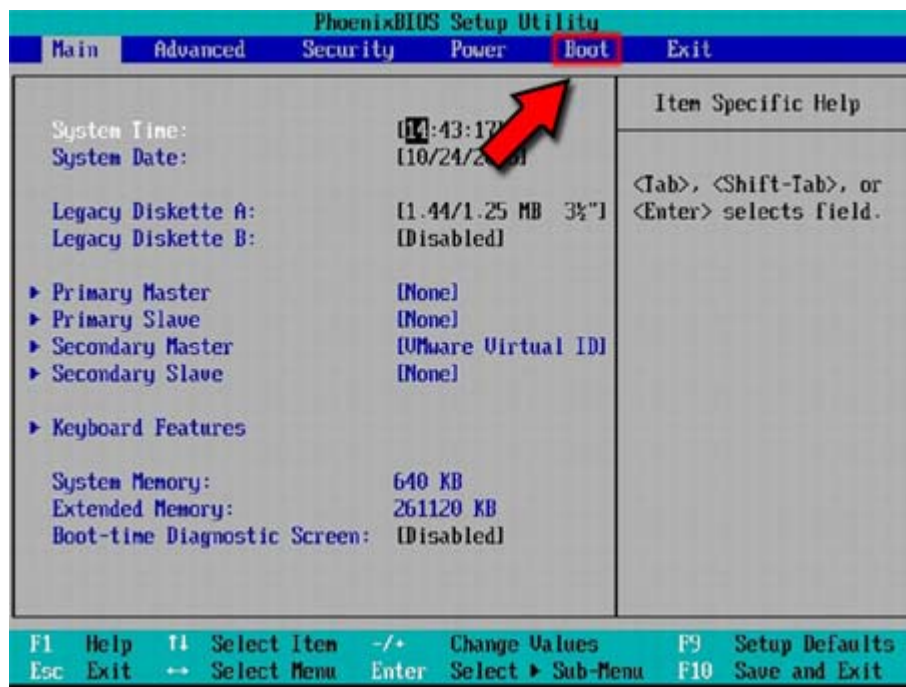 PhoenixBIOS Setup Utility
Main Advanced Security Power Boot Exit
Item Specific Help
System Time: [14:43:17]
System Date: [10/24/
<Tab>, <Shift-Tab>, or
<Enter> selects field.
Legacy Diskette A: [1.44/1.25 MB 3½"]
Legacy Diskette B: [Disabled]
Primary Master [None]
Primary Slave [None]
Secondary Master [VMware Virtual ID]
Secondary Slave [None]
Keyboard Features
System Memory: 640 KB
Extended Memory: 261120 KB
Boot-time Diagnostic Screen: [Disabled]
F1 Help ↑↓ Select Item -/+ Change Values F9 Setup Defaults
Esc Exit ↔ Select Menu Enter Select ▶ Sub-Menu F10 Save and Exit